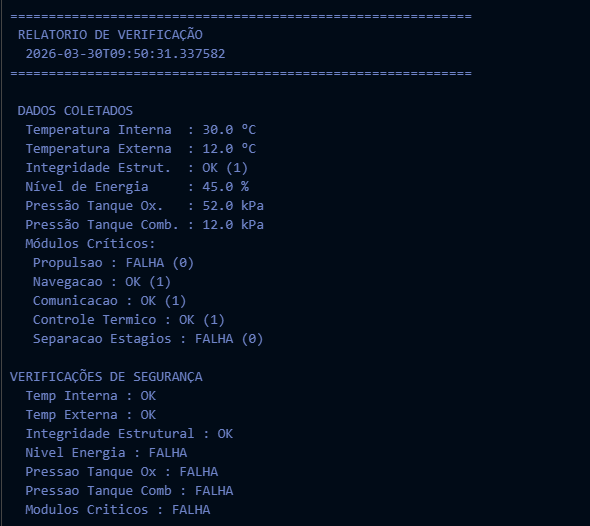 ============================================================
RELATORIO DE VERIFICAÇÃO
2026-03-30T09:50:31.337582
============================================================
DADOS COLETADOS
Temperatura Interna : 30.0 ºC
Temperatura Externa : 12.0 ºC
Integridade Estrut. : OK (1)
Nível de Energia : 45.0 %
Pressão Tanque Ox. : 52.0 kPa
Pressão Tanque Comb. : 12.0 kPa
Módulos Críticos:
Propulsao : FALHA (0)
Navegacao : OK (1)
Comunicacao : OK (1)
Controle Termico : OK (1)
Separacao Estagios : FALHA (0)
VERIFICAÇÕES DE SEGURANÇA
Temp Interna : OK
Temp Externa : OK
Integridade Estrutural : OK
Nivel Energia : FALHA
Pressao Tanque Ox : FALHA
Pressao Tanque Comb : FALHA
Modulos Criticos : FALHA